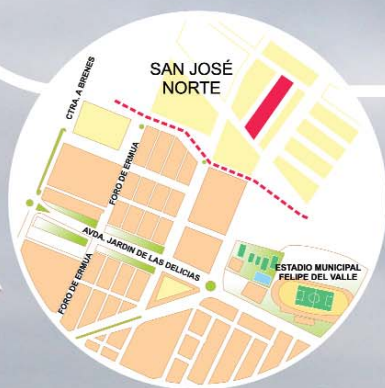 SAN JOSÉ
NORTE
CTRA. A BRENES
FORO DE ERMUA
AVDA. JARDIN DE LAS DELICIAS
FORO DE ERMUA
ESTADIO MUNICIPAL
FELIPE DEL VALLE